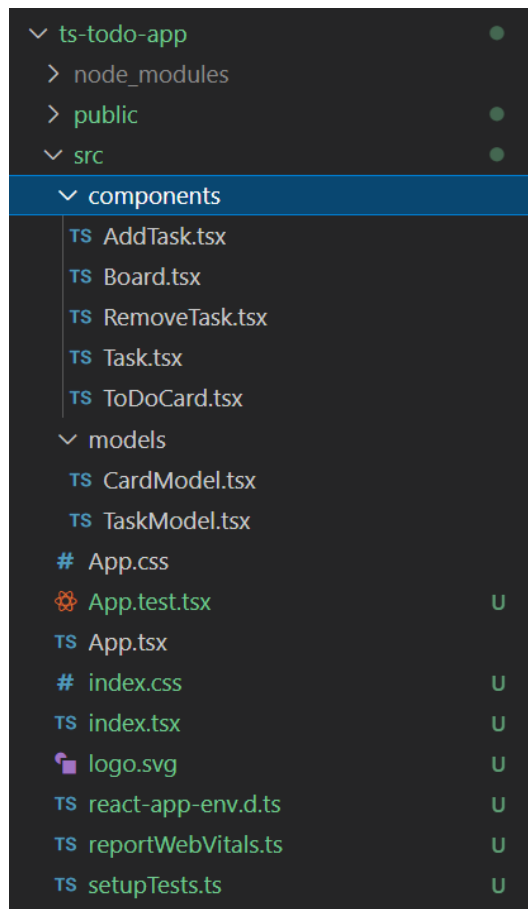 ts-todo-app
node_modules
public
src
components
TS AddTask.tsx
TS Board.tsx
TS RemoveTask.tsx
TS Task.tsx
TS ToDoCard.tsx
models
TS CardModel.tsx
TS TaskModel.tsx
# App.css
App.test.tsx U
TS App.tsx
# index.css U
TS index.tsx U
logo.svg U
TS react-app-env.d.ts U
TS reportWebVitals.ts U
TS setupTests.ts U